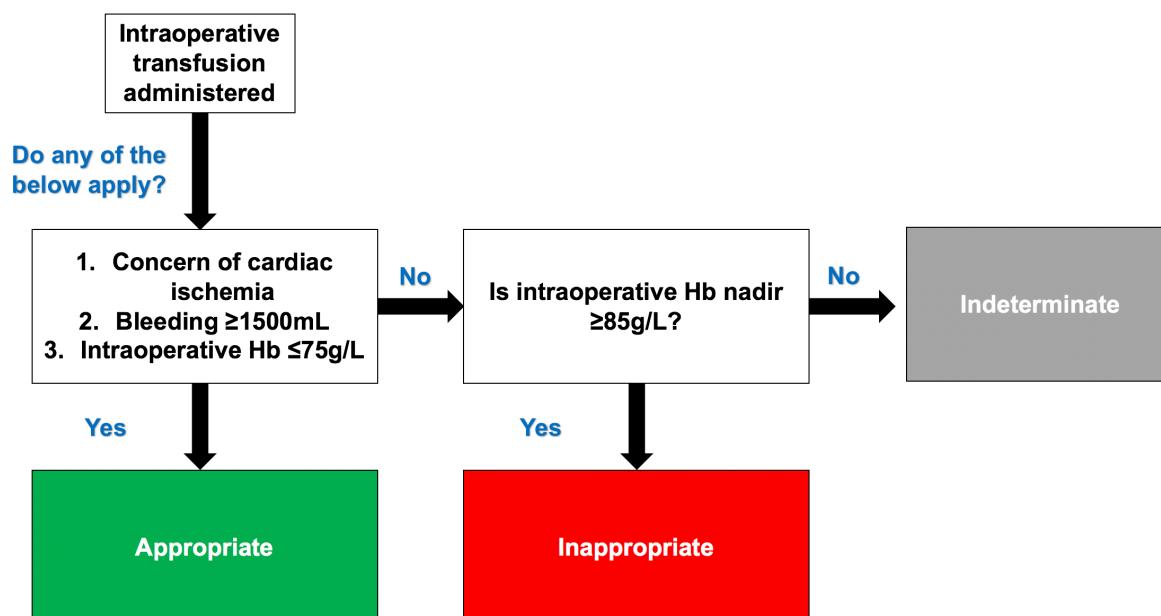 Intraoperative
transfusion
administered
Do any of the
below apply?
1. Concern of cardiac
ischemia
2. Bleeding ≥1500mL
3. Intraoperative Hb ≤75g/L
No
Is intraoperative Hb nadir
≥85g/L?
No
Indeterminate
Yes
Yes
Appropriate
Inappropriate